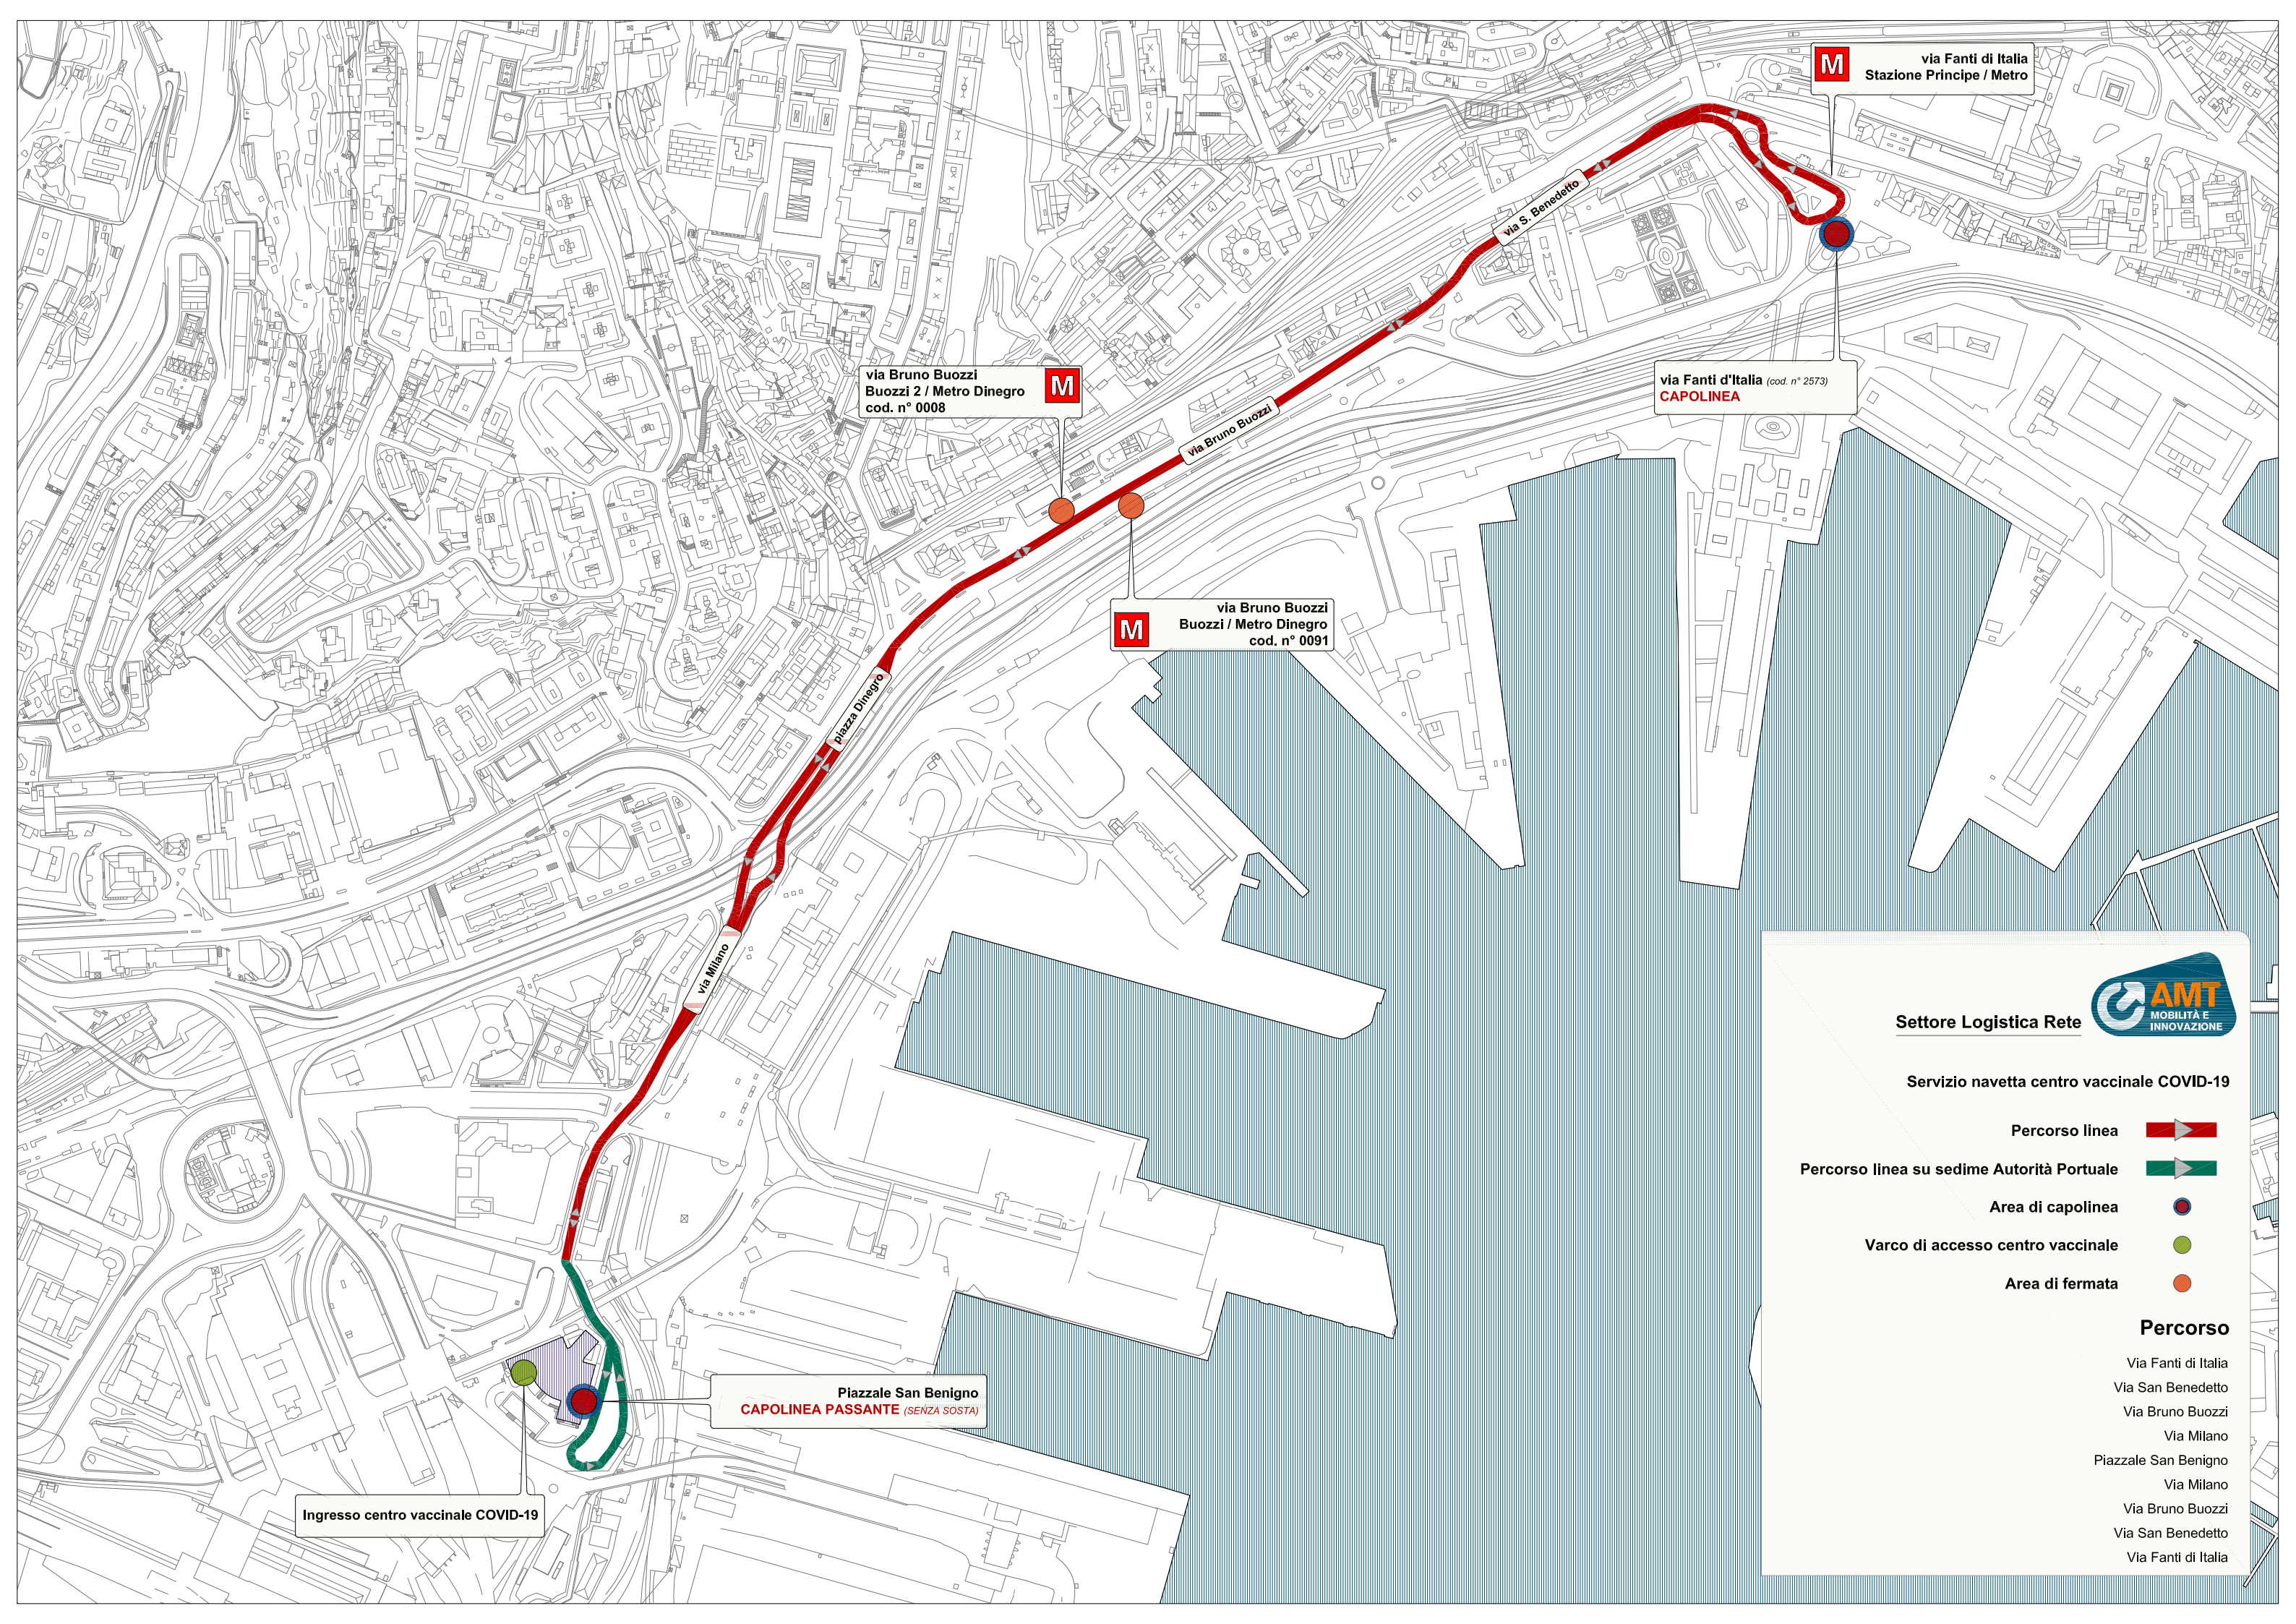 via Fanti di Italia
Stazione Principe / Metro
M
via S. Benedetto
via Fanti d'Italia (cod. n° 2573)
CAPOLINEA
via Bruno Buozzi
Buozzi 2 / Metro Dinegro
cod. n° 0008
M
via Bruno Buozzi
via Bruno Buozzi
Buozzi / Metro Dinegro
cod. n° 0091
M
piazza Dinegro
via Milano
Piazzale San Benigno
CAPOLINEA PASSANTE (SENZA SOSTA)
Ingresso centro vaccinale COVID-19
Settore Logistica Rete
AMT
MOBILITÀ E
INNOVAZIONE
Servizio navetta centro vaccinale COVID-19
Percorso linea
Percorso linea su sedime Autorità Portuale
Area di capolinea
Varco di accesso centro vaccinale
Area di fermata
Percorso
Via Fanti di Italia
Via San Benedetto
Via Bruno Buozzi
Via Milano
Piazzale San Benigno
Via Milano
Via Bruno Buozzi
Via San Benedetto
Via Fanti di Italia